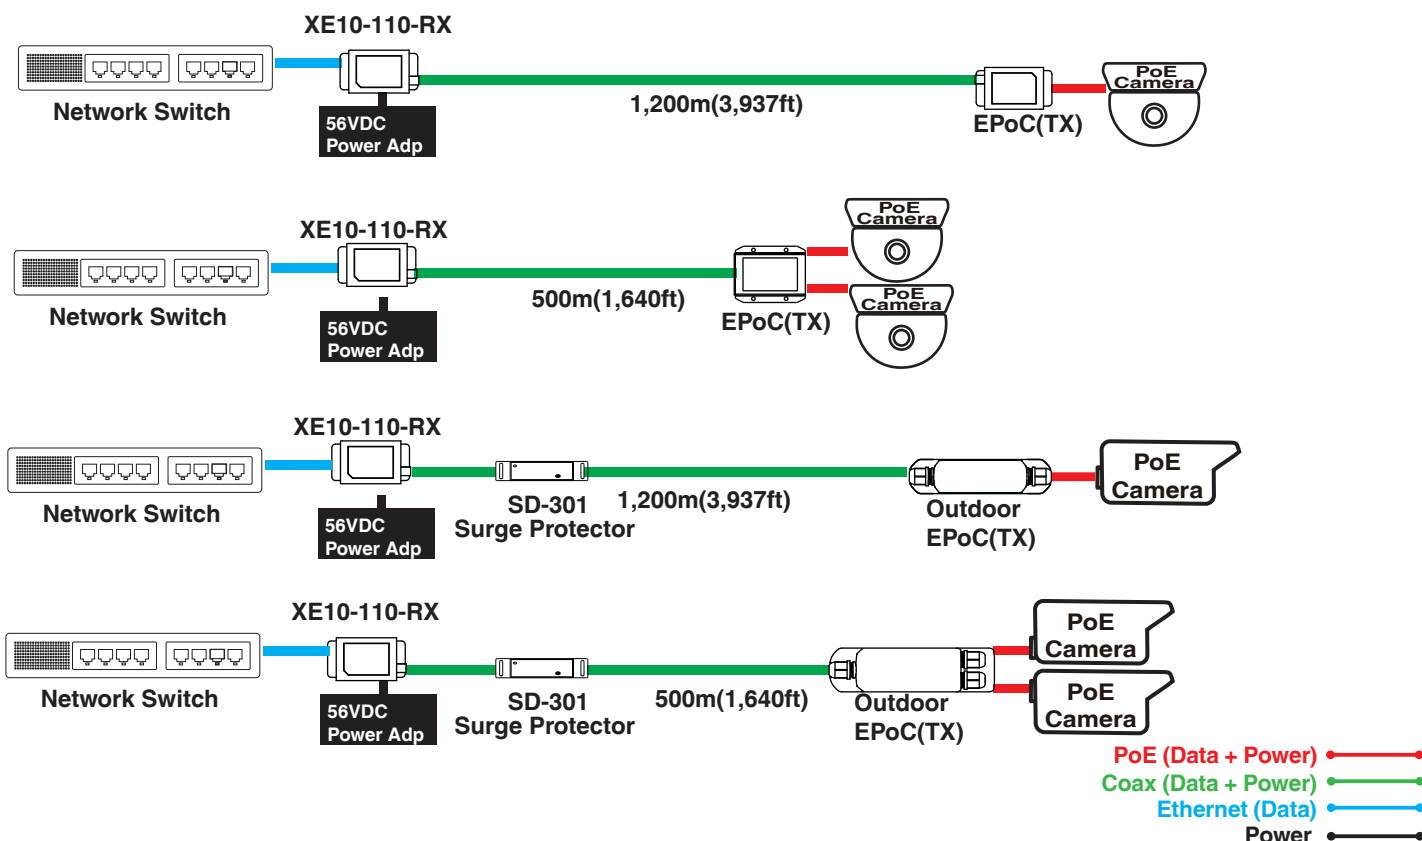 XE10-110-RX
PoE
Camera
Network Switch
56VDC
Power Adp
1,200m(3,937ft)
EPoC(TX)
XE10-110-RX
PoE
Camera
Network Switch
56VDC
Power Adp
500m(1,640ft)
EPoC(TX)
PoE
Camera
XE10-110-RX
Network Switch
56VDC
Power Adp
SD-301
Surge Protector
1,200m(3,937ft)
Outdoor
EPoC(TX)
PoE
Camera
XE10-110-RX
Network Switch
56VDC
Power Adp
SD-301
Surge Protector
500m(1,640ft)
Outdoor
EPoC(TX)
PoE
Camera
PoE
Camera
PoE (Data + Power)
Coax (Data + Power)
Ethernet (Data)
Power